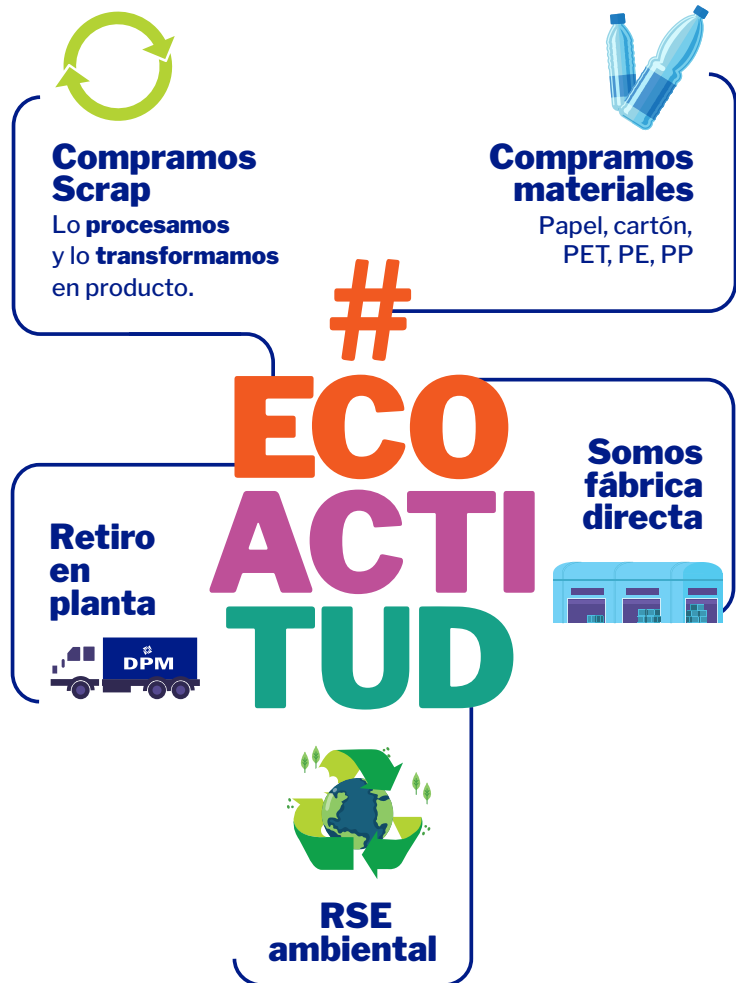 Compramos
Scrap
Lo procesamos
y lo transformamos
en producto.
Compramos
materiales
Papel, cartón,
PET, PE, PP
#
ECO
ACTI
TUD
Somos
fábrica
directa
Retiro
en
planta
DPM
RSE
ambiental